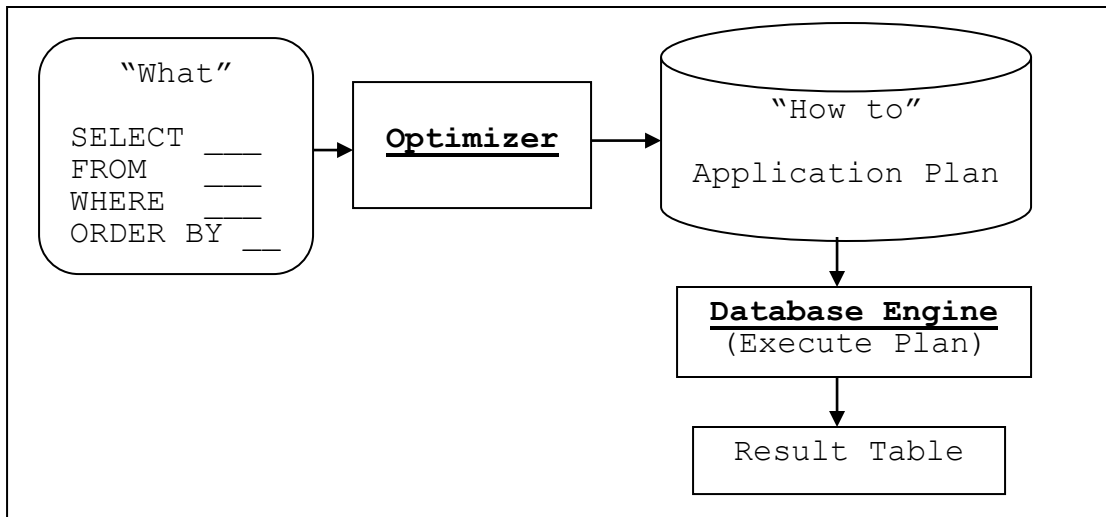 “What”
SELECT ___
FROM ___
WHERE ___
ORDER BY __
Optimizer
“How to”
Application Plan
Database Engine
(Execute Plan)
Result Table